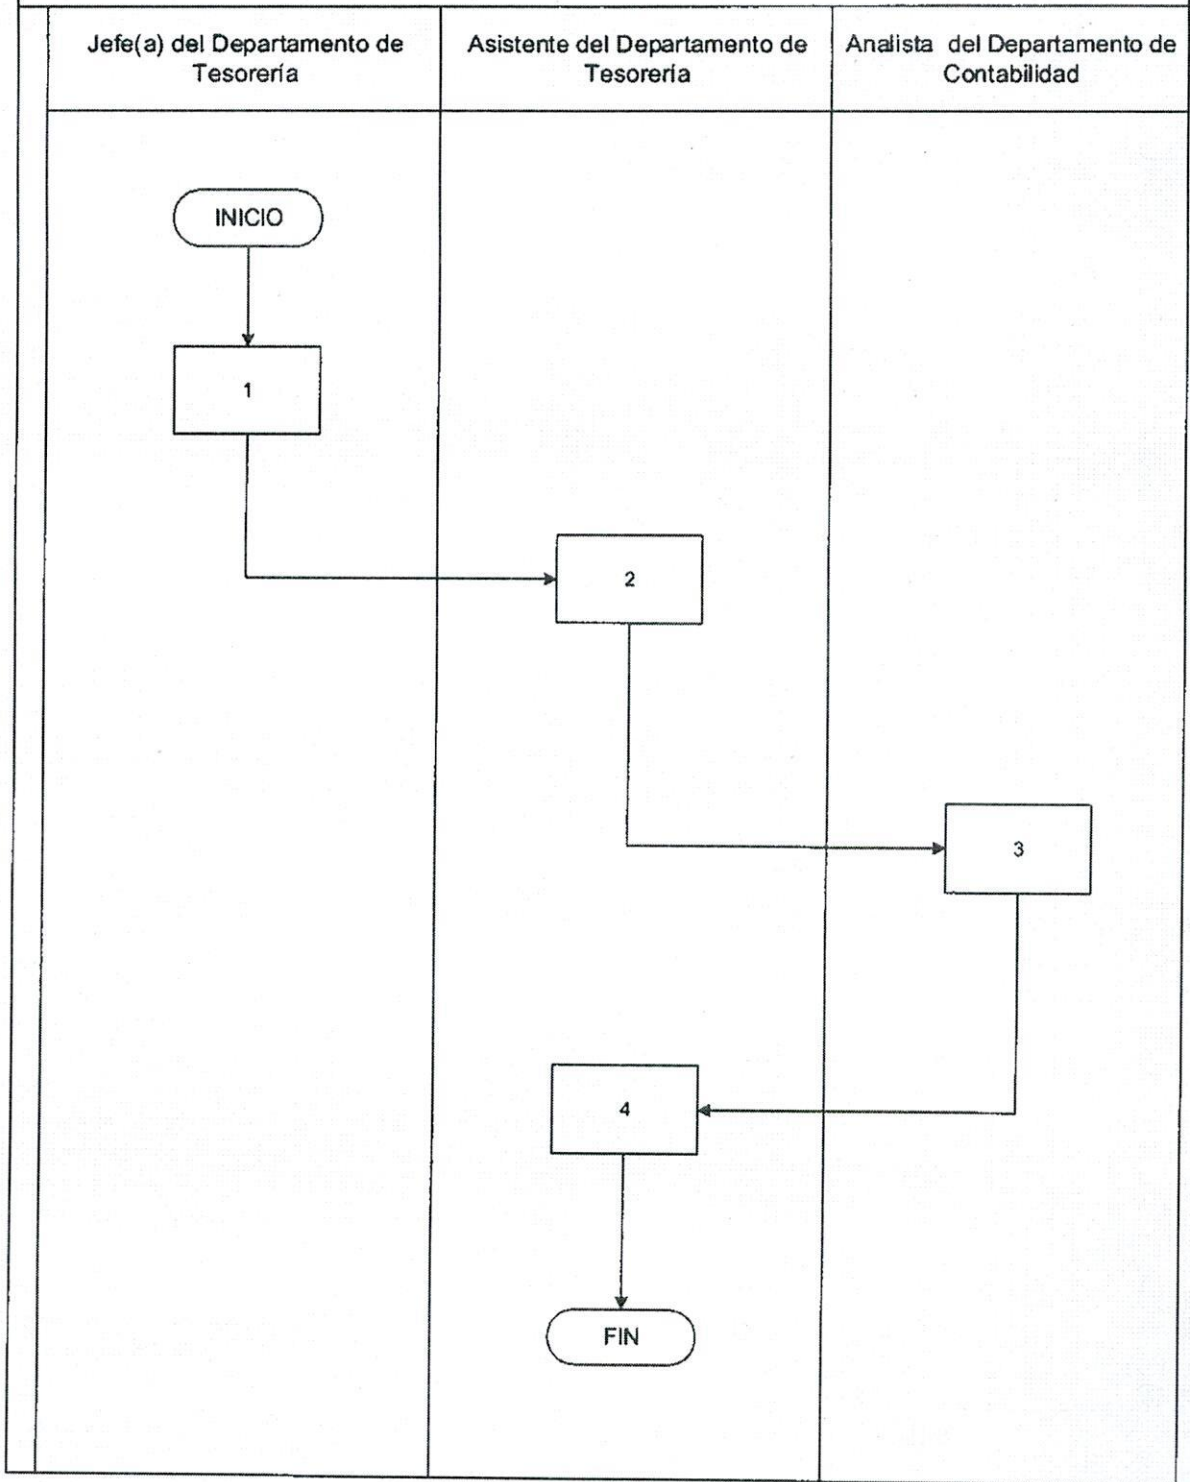 Jefe(a) del Departamento de
Tesorería
Asistente del Departamento de
Tesorería
Analista del Departamento de
Contabilidad
INICIO
1
2
3
4
FIN